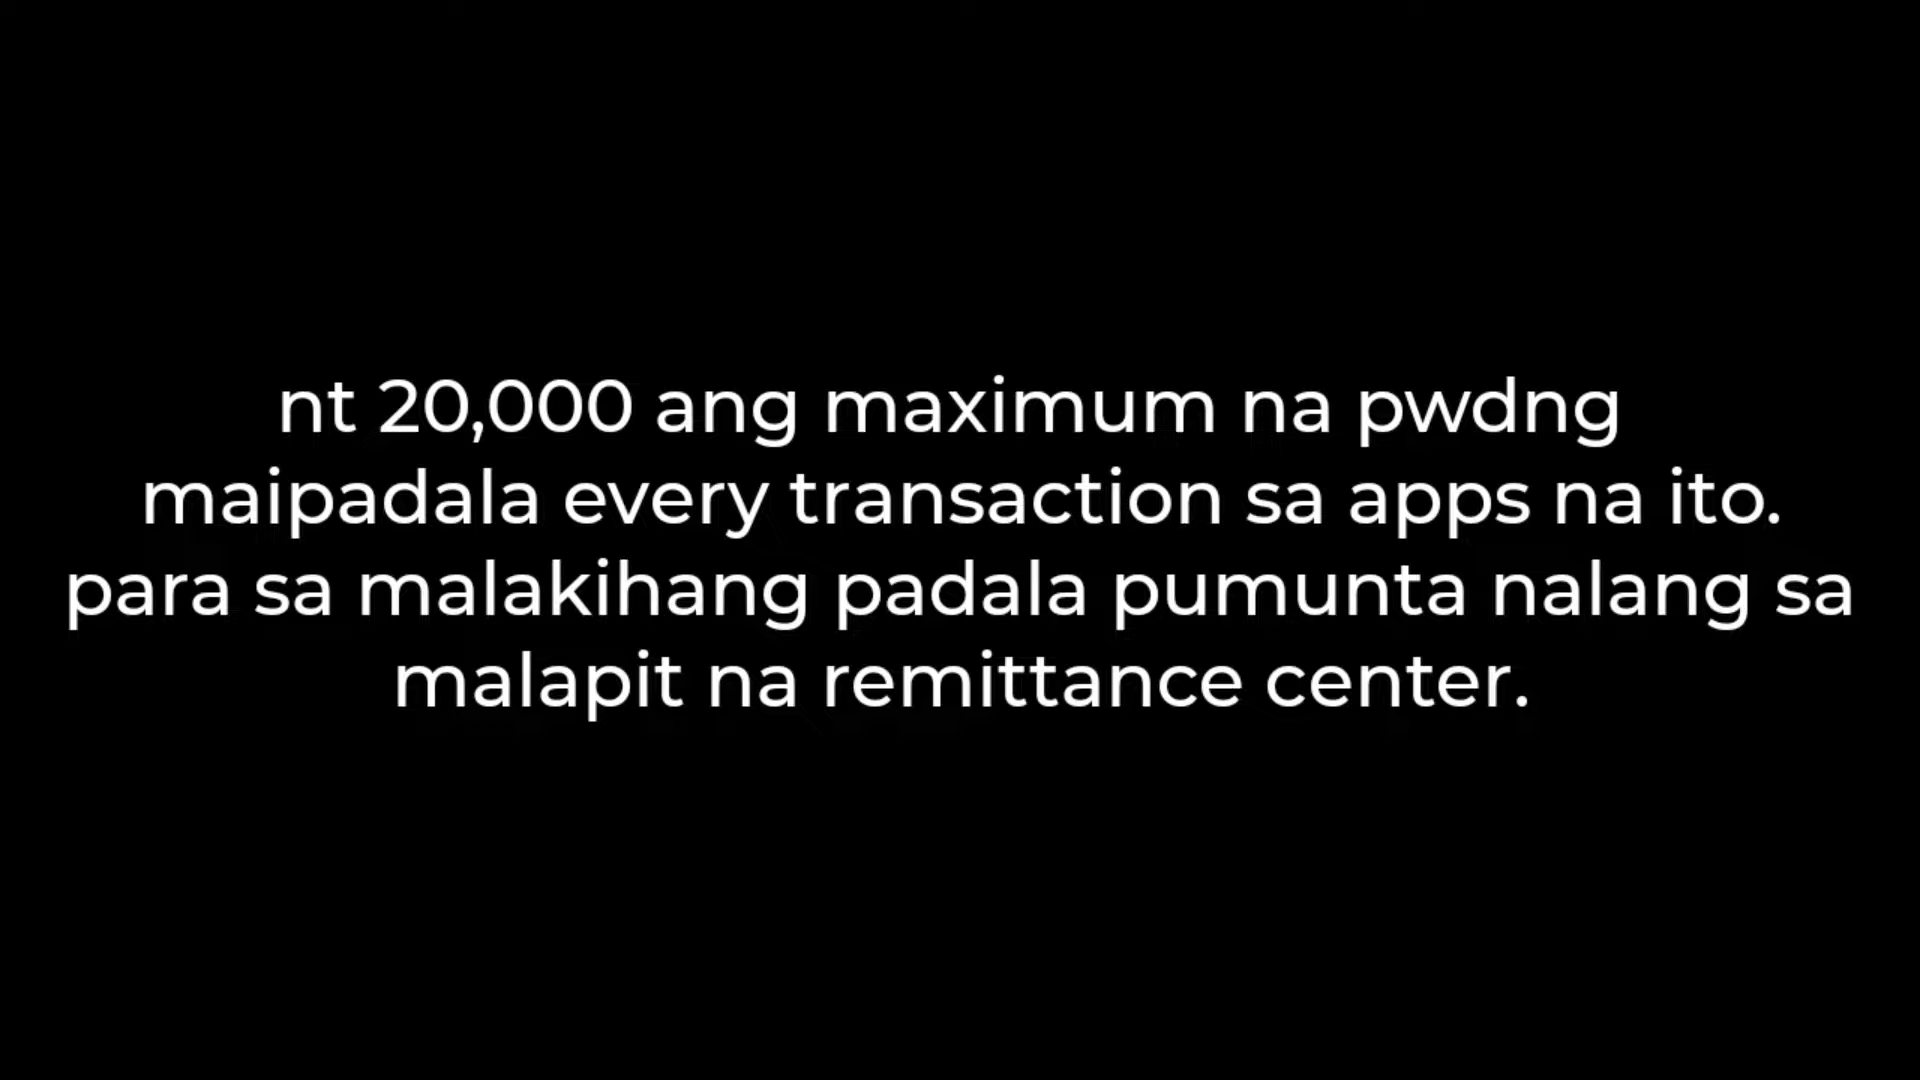 nt 20,000 ang maximum na pwdng
maipadala every transaction sa apps na ito.
para sa malakihang padala pumunta nalang sa
malapit na remittance center.